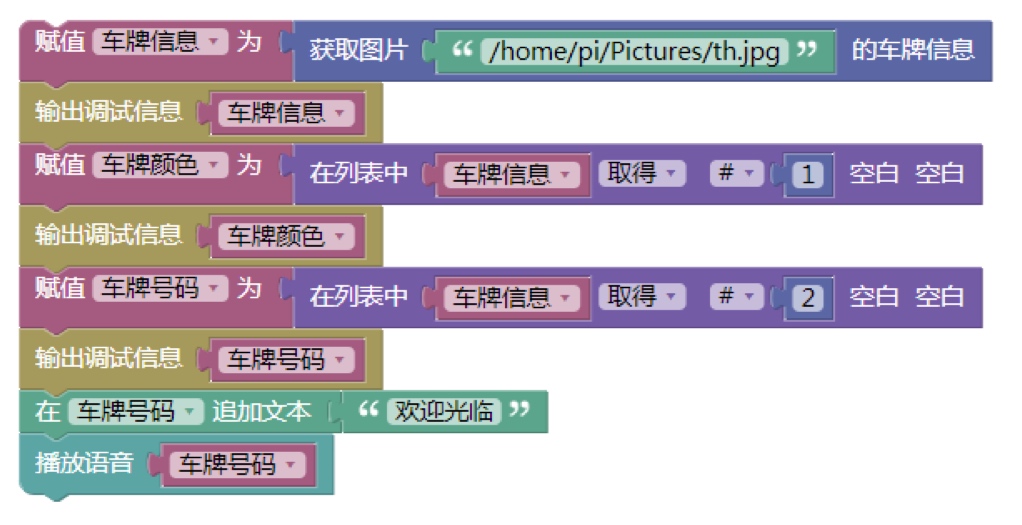 赋值 车牌信息 为 获取图片 “ /home/pi/Pictures/th.jpg ” 的车牌信息
输出调试信息 车牌信息
赋值 车牌颜色 为 在列表中 车牌信息 取得 # 1 空白 空白
输出调试信息 车牌颜色
赋值 车牌号码 为 在列表中 车牌信息 取得 # 2 空白 空白
输出调试信息 车牌号码
在 车牌号码 追加文本 “ 欢迎光临 ”
播放语音 车牌号码